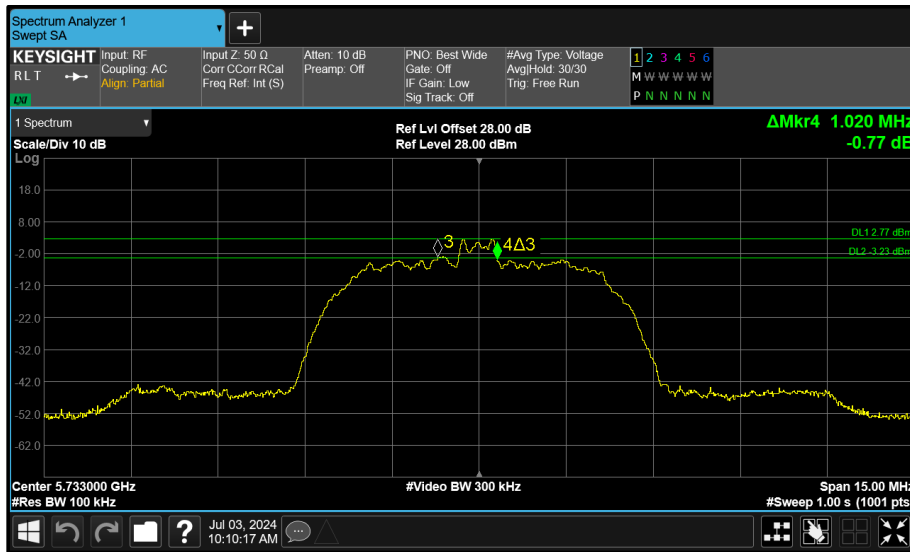 Spectrum Analyzer 1
Swept SA
+
KEYSIGHT
RLT
LXI
Input: RF
Coupling: AC
Align: Partial
Input Z: 50 Ω
Corr CCorr RCal
Freq Ref: Int (S)
Atten: 10 dB
Preamp: Off
PNO: Best Wide
Gate: Off
IF Gain: Low
Sig Track: Off
#Avg Type: Voltage
Avg|Hold: 30/30
Trig: Free Run
1 2 3 4 5 6
M W W W W W
P N N N N N
1 Spectrum
Scale/Div 10 dB
Log
Ref Lvl Offset 28.00 dB
Ref Level 28.00 dBm
ΔMkr4 1.020 MHz
-0.77 dB
18.0
8.00
-2.00
-12.0
-22.0
-32.0
-42.0
-52.0
-62.0
3
4Δ3
DL1 2.77 dBm
DL2 -3.23 dBm
Center 5.733000 GHz
#Res BW 100 kHz
#Video BW 300 kHz
Span 15.00 MHz
#Sweep 1.00 s (1001 pts
?
Jul 03, 2024
10:10:17 AM